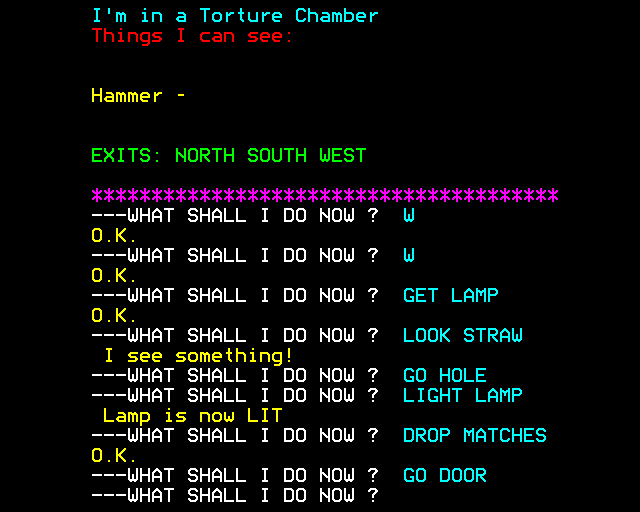 I'm in a Torture Chamber
Things I can see:
Hammer -
EXITS: NORTH SOUTH WEST
***************************************
---WHAT SHALL I DO NOW ?  W
O.K.
---WHAT SHALL I DO NOW ?  W
O.K.
---WHAT SHALL I DO NOW ?  GET LAMP
O.K.
---WHAT SHALL I DO NOW ?  LOOK STRAW
I see something!
---WHAT SHALL I DO NOW ?  GO HOLE
---WHAT SHALL I DO NOW ?  LIGHT LAMP
Lamp is now LIT
---WHAT SHALL I DO NOW ?  DROP MATCHES
O.K.
---WHAT SHALL I DO NOW ?  GO DOOR
---WHAT SHALL I DO NOW ?